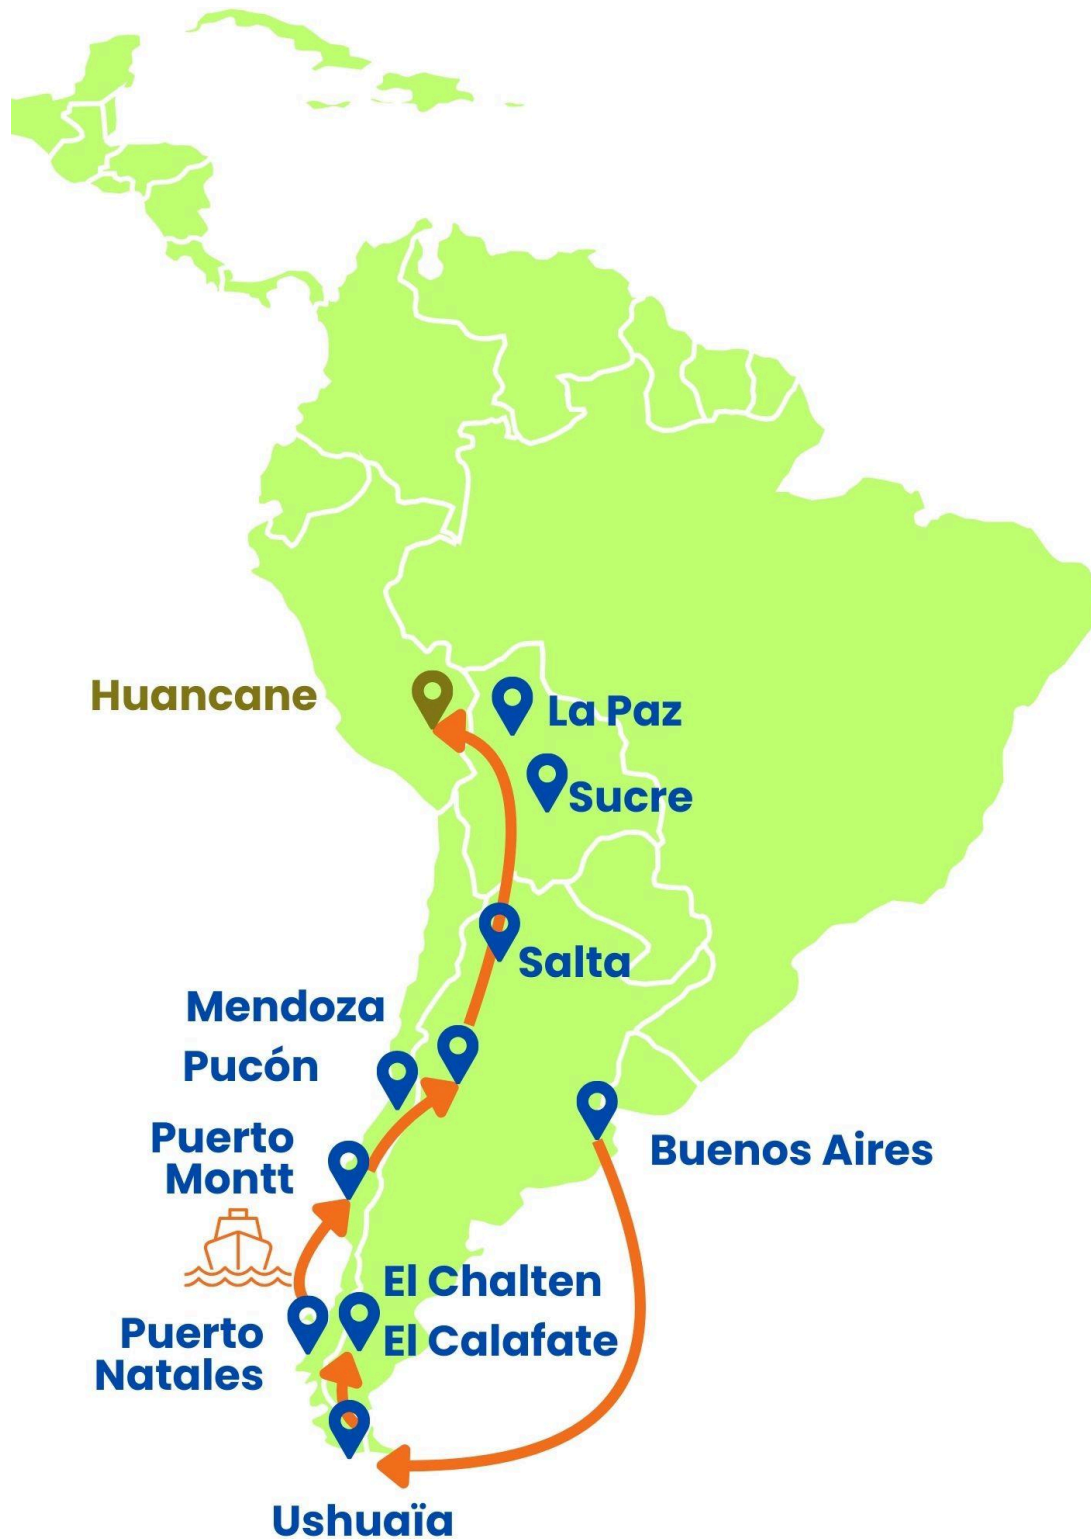 Huancane
La Paz
Sucre
Salta
Mendoza
Pucón
Puerto
Montt
Buenos Aires
El Chalten
El Calafate
Puerto
Natales
Ushuaïa